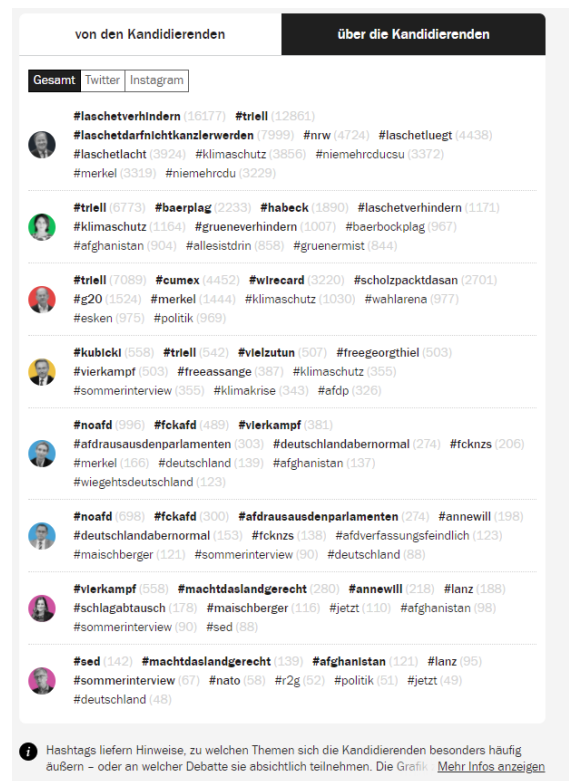 von den Kandidierenden
über die Kandidierenden
Gesamt Twitter Instagram
#laschetverhindern (16177) #triell (12861)
#laschetdarfnichtkanzlerwerden (7999) #nrw (4724) #laschetluegt (4438)
#laschetlacht (3924) #klimaschutz (3856) #niemehrcducsu (3372)
#merkel (3319) #niemehrcdu (3229)
#triell (6773) #baerplag (2233) #habeck (1890) #laschetverhindern (1171)
#klimaschutz (1164) #grueneverhindern (1007) #baerbockplag (967)
#afghanistan (904) #allesistdrin (858) #gruenermist (844)
#triell (7089) #cumex (4452) #wirecard (3220) #scholzpacktdasan (2701)
#g20 (1524) #merkel (1444) #klimaschutz (1030) #wahlarena (977)
#esken (975) #politik (969)
#kubicki (558) #triell (542) #vielzutun (507) #freegeorgthiel (503)
#vierkampf (503) #freeassange (387) #klimaschutz (355)
#sommerinterview (355) #klimakrise (343) #afdp (326)
#noafd (996) #fckafd (489) #vierkampf (381)
#afdrausausdenparlamenten (303) #deutschlandabernormal (274) #fcknzs (206)
#merkel (166) #deutschland (139) #afghanistan (137)
#wiegehtsdeutschland (123)
#noafd (698) #fckafd (300) #afdrausausdenparlamenten (274) #annewill (198)
#deutschlandabernormal (153) #fcknzs (138) #afdverfassungsfeindlich (123)
#maischberger (121) #sommerinterview (90) #deutschland (88)
#vierkampf (558) #machtdaslandgerecht (280) #annewill (218) #lanz (188)
#schlagabtausch (178) #maischberger (116) #jetzt (110) #afghanistan (98)
#sommerinterview (90) #sed (88)
#sed (142) #machtdaslandgerecht (139) #afghanistan (121) #lanz (95)
#sommerinterview (67) #nato (58) #r2g (52) #politik (51) #jetzt (49)
#deutschland (48)
i Hashtags liefern Hinweise, zu welchen Themen sich die Kandidierenden besonders häufig
äußern – oder an welcher Debatte sie absichtlich teilnehmen. Die Grafik Mehr Infos anzeigen